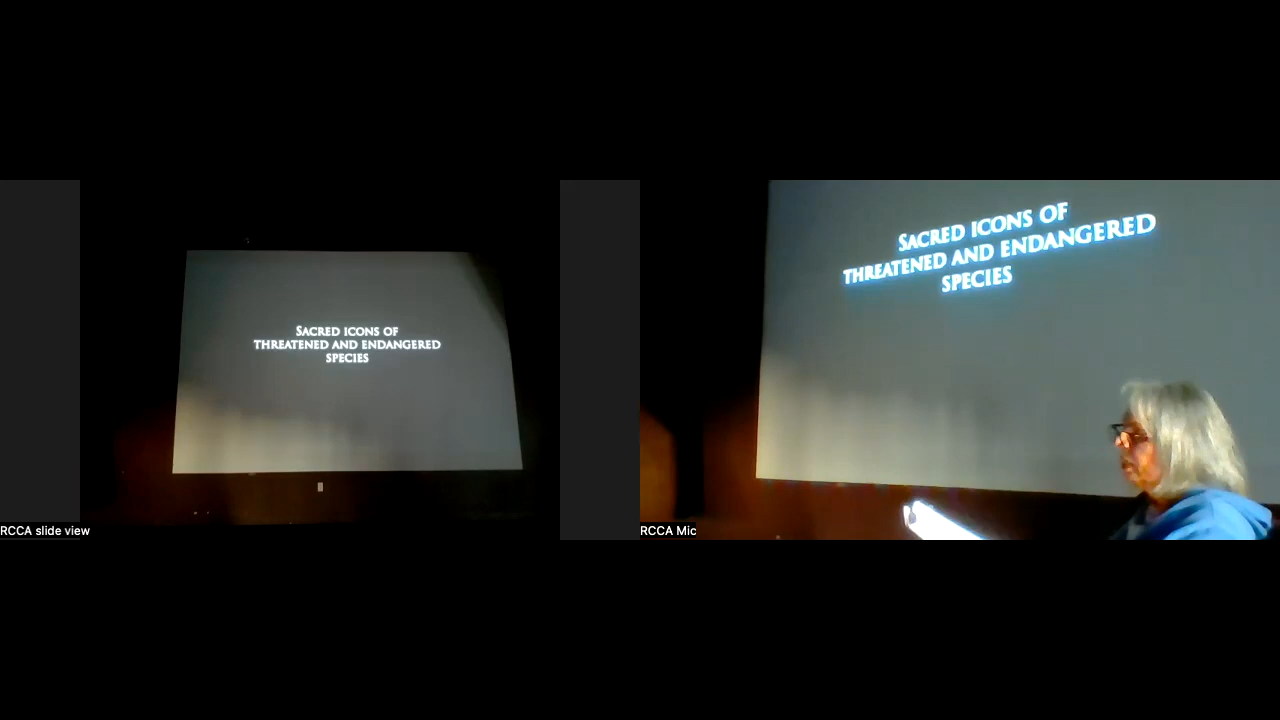 Sacred icons of
threatened and endangered
species
RCCA slide view
Sacred icons of
threatened and endangered
species
RCCA Mic